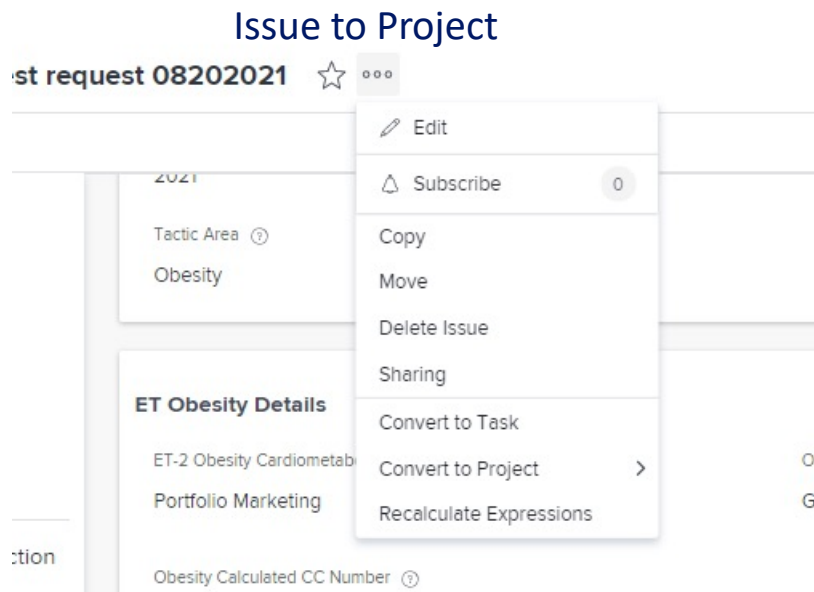 Issue to Project
st request 08202021
Edit
2021
Subscribe 0
Tactic Area
Copy
Obesity
Move
Delete Issue
Sharing
ET Obesity Details
Convert to Task
ET-2 Obesity Cardiometab
Convert to Project
Portfolio Marketing
Recalculate Expressions
ction
Obesity Calculated CC Number